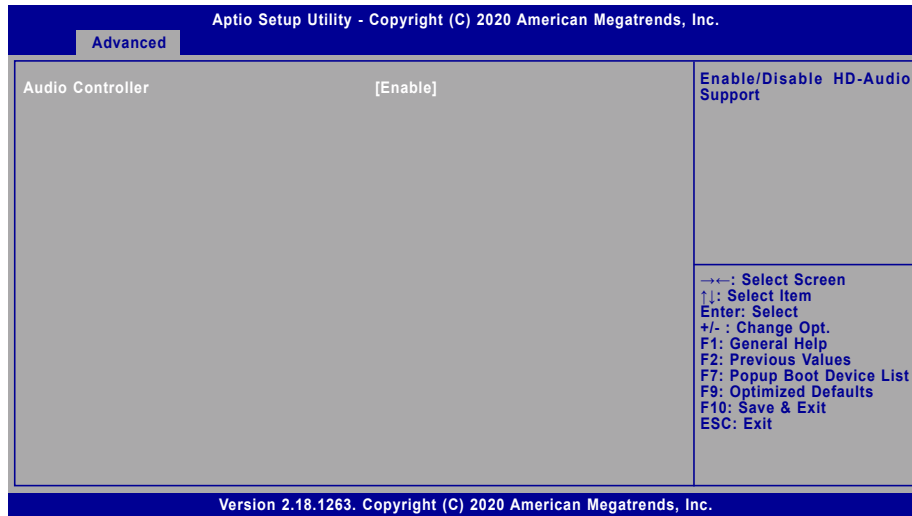 Aptio Setup Utility - Copyright (C) 2020 American Megatrends, Inc.
Advanced
Audio Controller [Enable]
Enable/Disable HD-Audio
Support
→←: Select Screen
↑↓: Select Item
Enter: Select
+/- : Change Opt.
F1: General Help
F2: Previous Values
F7: Popup Boot Device List
F9: Optimized Defaults
F10: Save & Exit
ESC: Exit
Version 2.18.1263. Copyright (C) 2020 American Megatrends, Inc.